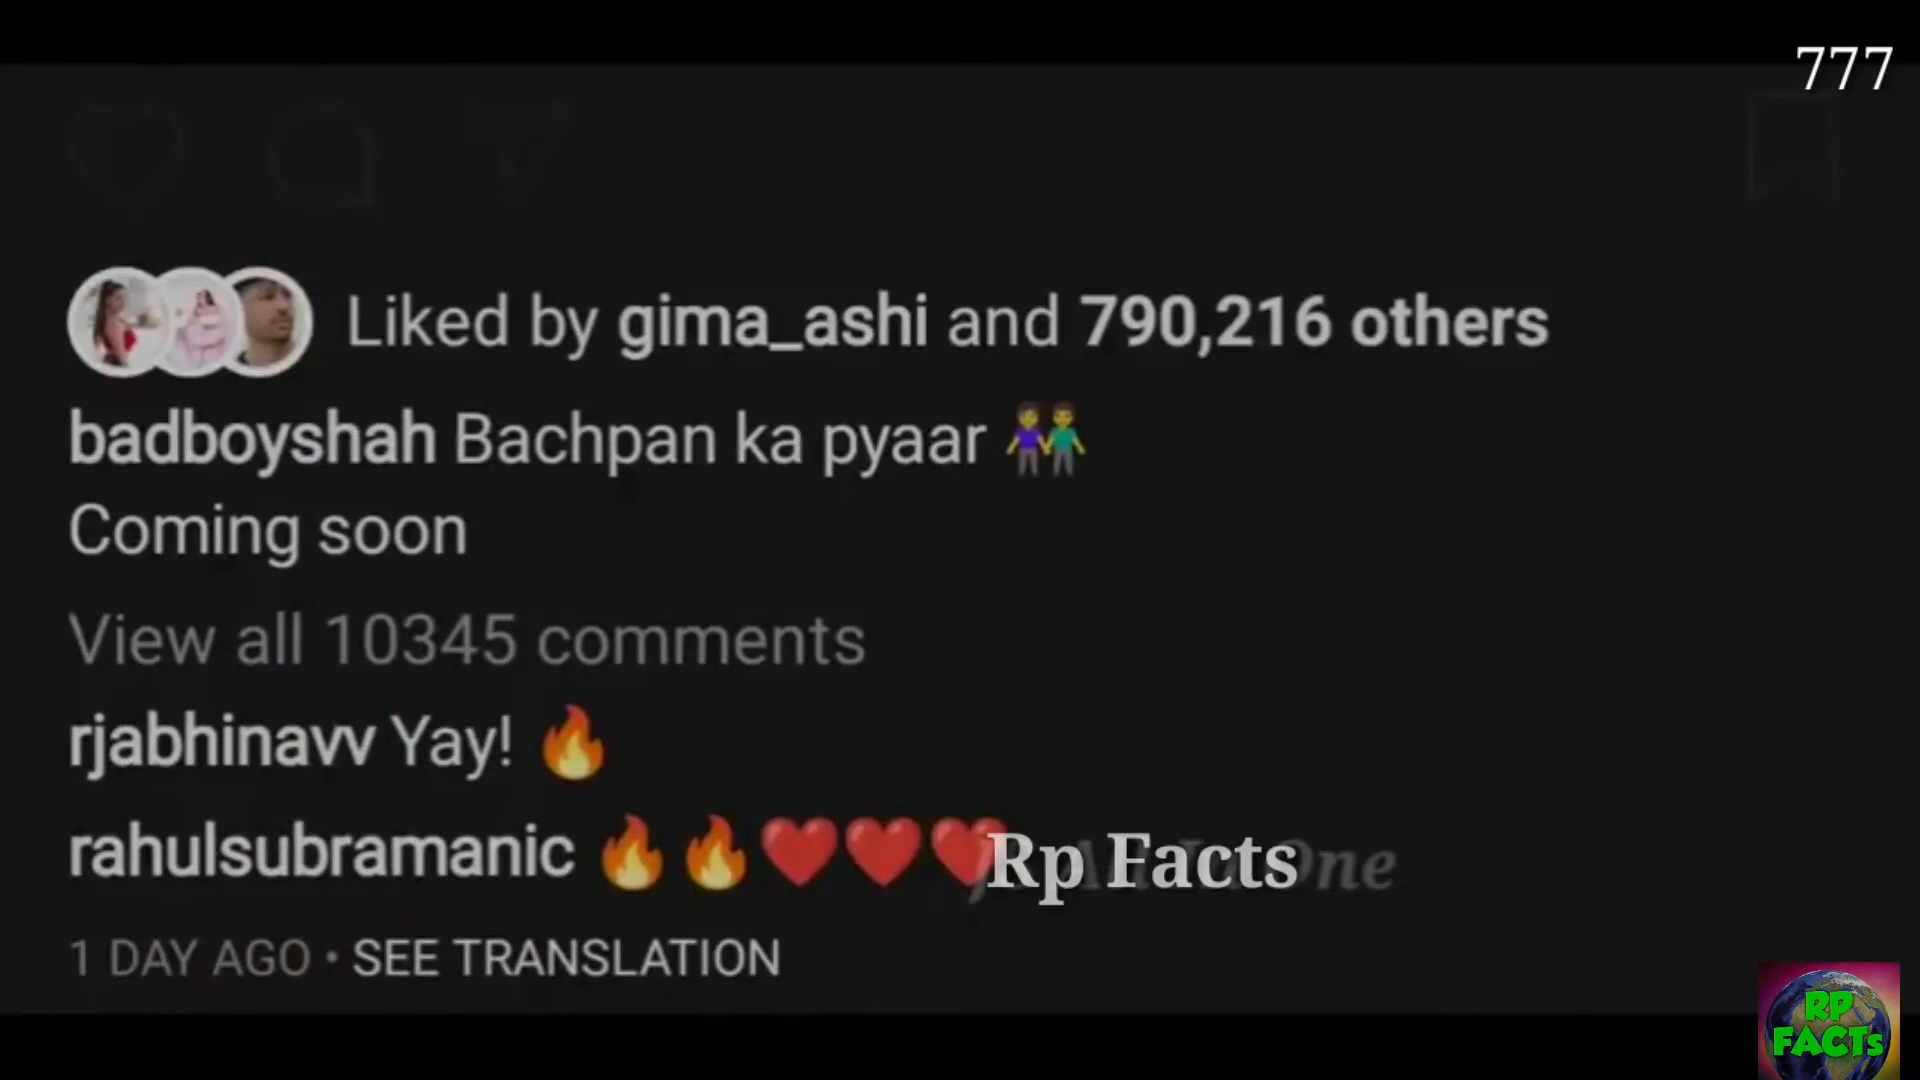 777
Liked by gima_ashi and 790,216 others
badboyshah Bachpan ka pyaar 👫
Coming soon
View all 10345 comments
rjabhinavv Yay! 🔥
rahulsubramanic 🔥🔥❤️❤️❤️
Rp Facts
One
1 DAY AGO • SEE TRANSLATION
RP
FACTs